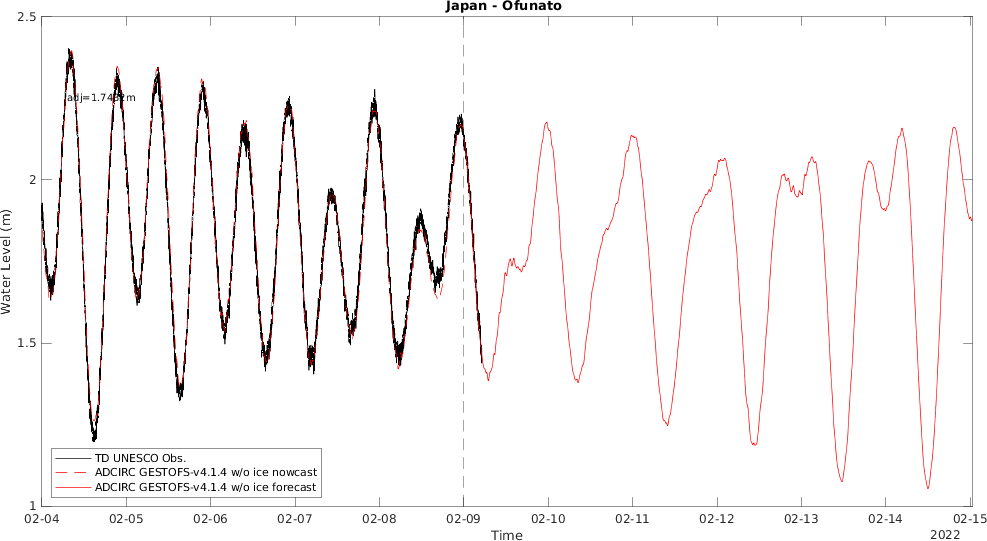 Japan - Ofunato
2.5
2
1.5
1
Water Level (m)
TD UNESCO Obs.
ADCIRC GESTOFS-v4.1.4 w/o ice nowcast
ADCIRC GESTOFS-v4.1.4 w/o ice forecast
02-04 02-05 02-06 02-07 02-08 02-09 02-10 02-11 02-12 02-13 02-14 02-15
Time
2022